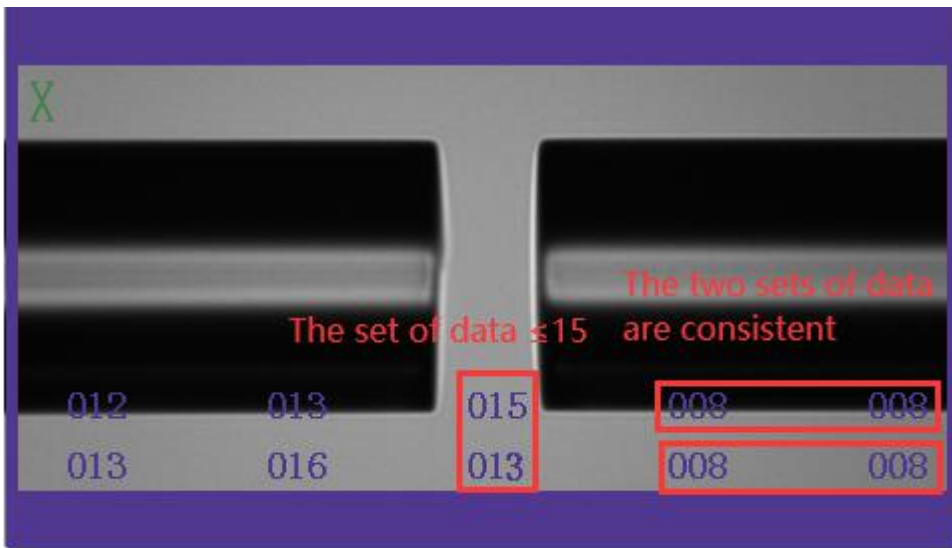 X
The two sets of data
The set of data ≤15 are consistent
012 013 015 008 008
013 016 013 008 008